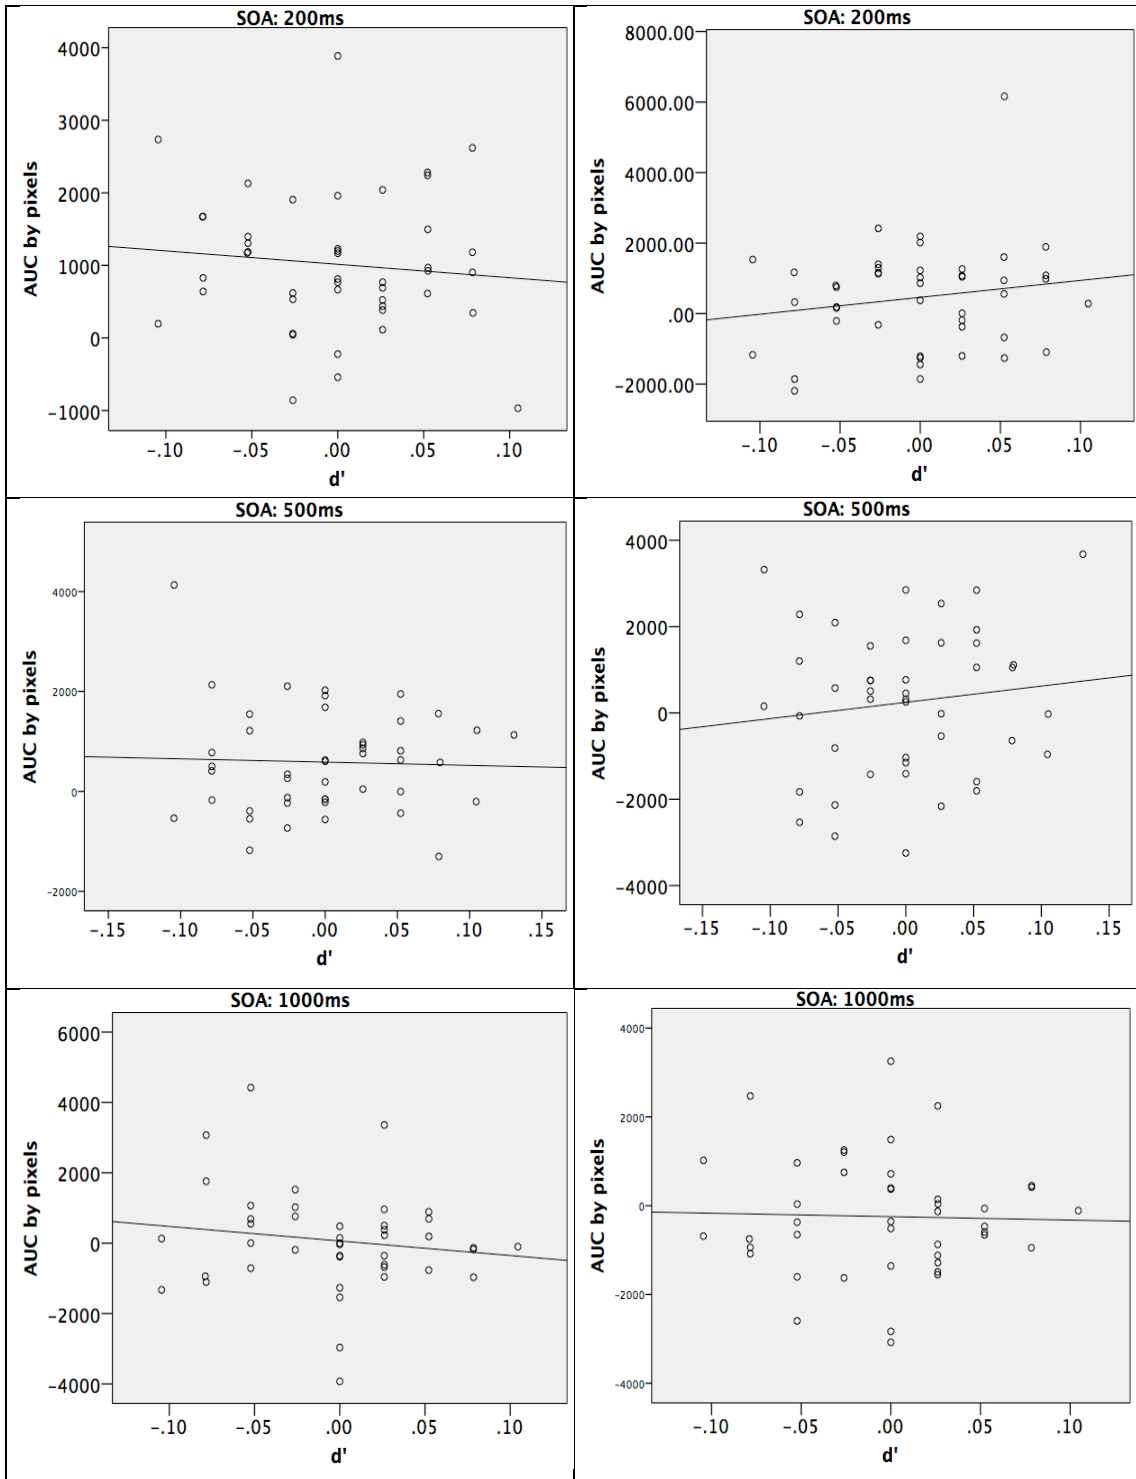 SOA: 200ms
4000
3000
2000
1000
0
−1000
AUC by pixels
−.10 −.05 .00 .05 .10
d'
SOA: 200ms
8000.00
6000.00
4000.00
2000.00
.00
−2000.00
AUC by pixels
−.10 −.05 .00 .05 .10
d'
SOA: 500ms
4000
2000
0
−2000
AUC by pixels
−.15 −.10 −.05 .00 .05 .10 .15
d'
SOA: 500ms
4000
2000
0
−2000
−4000
AUC by pixels
−.15 −.10 −.05 .00 .05 .10 .15
d'
SOA: 1000ms
6000
4000
2000
0
−2000
−4000
AUC by pixels
−.10 −.05 .00 .05 .10
d'
SOA: 1000ms
4000
2000
0
−2000
−4000
AUC by pixels
−.10 −.05 .00 .05 .10
d'